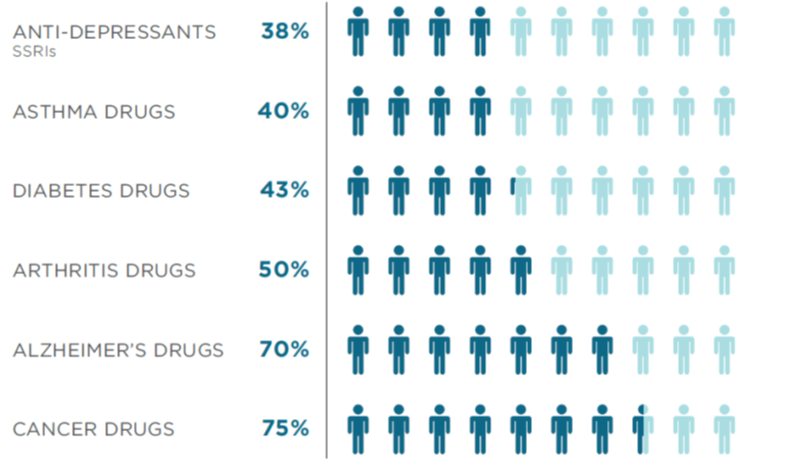 ANTI-DEPRESSANTS 38%
SSRIs
ASTHMA DRUGS 40%
DIABETES DRUGS 43%
ARTHRITIS DRUGS 50%
ALZHEIMER'S DRUGS 70%
CANCER DRUGS 75%